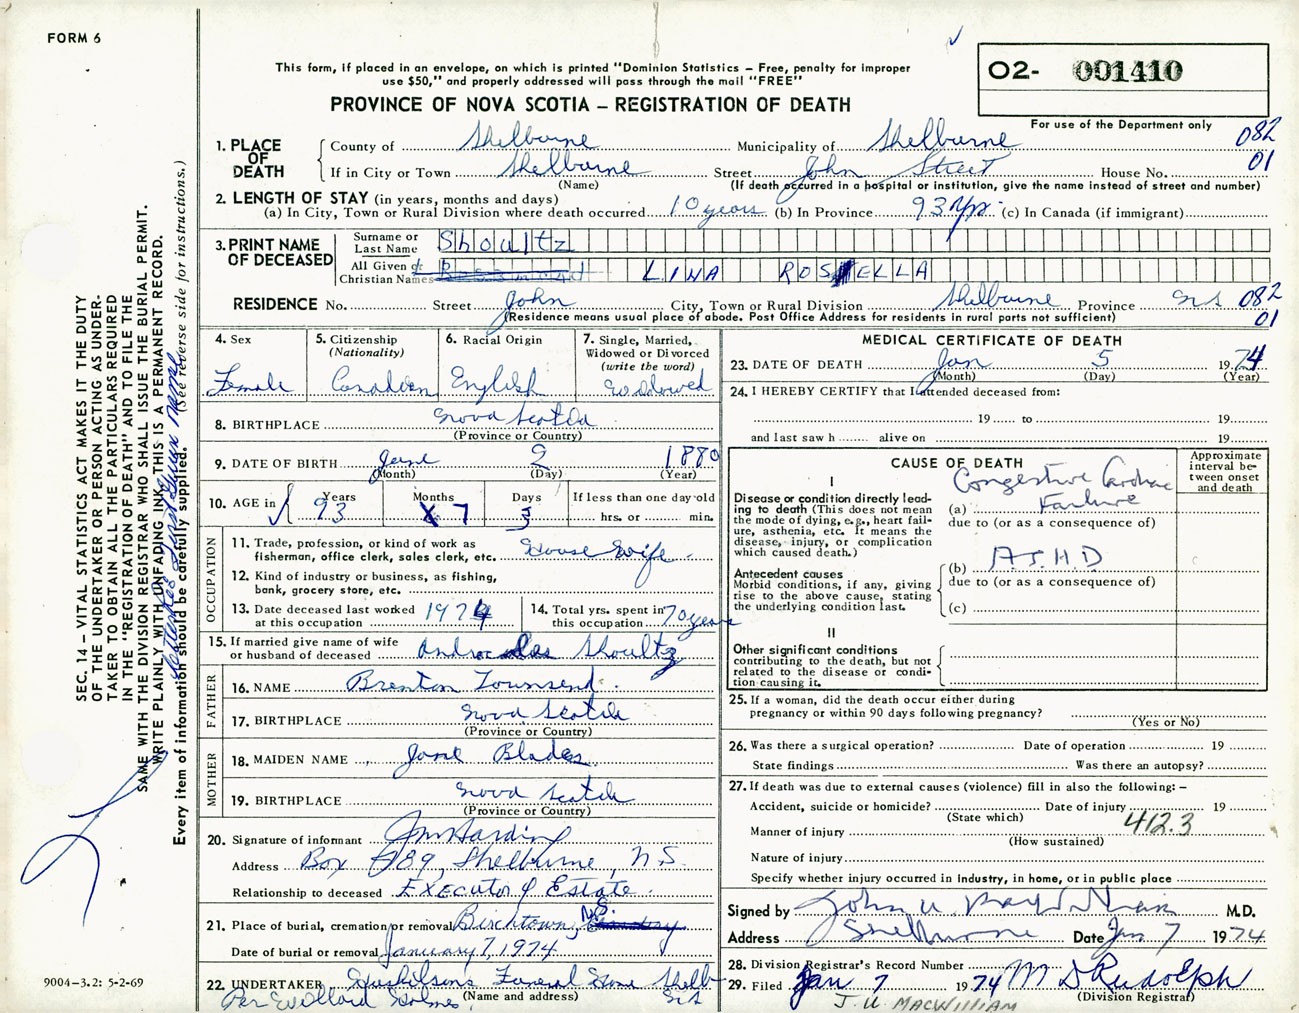 FORM 6
This form, if placed in an envelope, on which is printed "Dominion Statistics – Free, penalty for improper
use $50," and properly addressed will pass through the mail "FREE"
PROVINCE OF NOVA SCOTIA – REGISTRATION OF DEATH
O2- 001410
For use of the Department only
082
01
1. PLACE OF DEATH County of Shelburne Municipality of Shelburne
If in City or Town Shelburne Street John Street House No.
(Name) (If death occurred in a hospital or institution, give the name instead of street and number)
2. LENGTH OF STAY (in years, months and days)
(a) In City, Town or Rural Division where death occurred 10 years (b) In Province 93 Yrs. (c) In Canada (if immigrant)
3. PRINT NAME OF DECEASED Surname or Last Name Shoultz
All Given Christian Names LINA ROSELLA
RESIDENCE No. Street John City, Town or Rural Division Shelburne Province N.S. 082
(Residence means usual place of abode. Post Office Address for residents in rural parts not sufficient) 01
4. Sex Female
5. Citizenship (Nationality) Canadian
6. Racial Origin English
7. Single, Married, Widowed or Divorced (write the word) Widowed
8. BIRTHPLACE Nova Scotia
(Province or Country)
9. DATE OF BIRTH June 2 1880
(Month) (Day) (Year)
10. AGE in Years 93 Months 7 Days 3 If less than one day old hrs. or min.
OCCUPATION
11. Trade, profession, or kind of work as
fisherman, office clerk, sales clerk, etc. House Wife
12. Kind of industry or business, as fishing,
bank, grocery store, etc.
13. Date deceased last worked at this occupation 1974
14. Total yrs. spent in this occupation 70 years
15. If married give name of wife
or husband of deceased Shoultz
FATHER
16. NAME Brenton Townsend
17. BIRTHPLACE Nova Scotia
(Province or Country)
MOTHER
18. MAIDEN NAME Jane Blades
19. BIRTHPLACE Nova Scotia
(Province or Country)
20. Signature of informant J M Harding
Address Box 189, Shelburne, N.S.
Relationship to deceased Executor of Estate
21. Place of burial, cremation or removal Birchtown, N.S.
Date of burial or removal January 7, 1974
22. UNDERTAKER Huskilsons Funeral Home Shelb
(Name and address) N.S
Per Willard Holmes
MEDICAL CERTIFICATE OF DEATH
23. DATE OF DEATH Jan 5 1974
(Month) (Day) (Year)
24. I HEREBY CERTIFY that I attended deceased from:
19 to 19
and last saw h alive on 19
CAUSE OF DEATH
Approximate interval between onset and death
I
Disease or condition directly leading to death (This does not mean the mode of dying, e.g., heart failure, asthenia, etc. It means the disease, injury, or complication which caused death.)
(a) Congestive Cardiac Failure
due to (or as a consequence of)
Antecedent causes
Morbid conditions, if any, giving rise to the above cause, stating the underlying condition last.
(b) A.S.H.D
due to (or as a consequence of)
(c)
II
Other significant conditions
contributing to the death, but not related to the disease or condition causing it.
25. If a woman, did the death occur either during
pregnancy or within 90 days following pregnancy?
(Yes or No)
26. Was there a surgical operation? Date of operation 19
State findings Was there an autopsy?
27. If death was due to external causes (violence) fill in also the following: –
Accident, suicide or homicide? Date of injury 19
(State which) 412.3
Manner of injury
(How sustained)
Nature of injury
Specify whether injury occurred in industry, in home, or in public place
Signed by M.D.
Address Shelburne Date Jan 7 1974
28. Division Registrar's Record Number
29. Filed Jan 7 1974 M D Rudolph
(Division Registrar)
J. U. MACWILLIAM
SEC. 14 – VITAL STATISTICS ACT MAKES IT THE DUTY
OF THE UNDERTAKER OR PERSON ACTING AS UNDER-
TAKER TO OBTAIN ALL THE PARTICULARS REQUIRED
IN THE "REGISTRATION OF DEATH" AND TO FILE THE
SAME WITH THE DIVISION REGISTRAR WHO SHALL ISSUE THE BURIAL PERMIT.
WRITE PLAINLY WITH UNFADING INK. THIS IS A PERMANENT RECORD.
Every item of information should be carefully supplied. (See reverse side for instructions.)
9004–3.2: 5-2-69